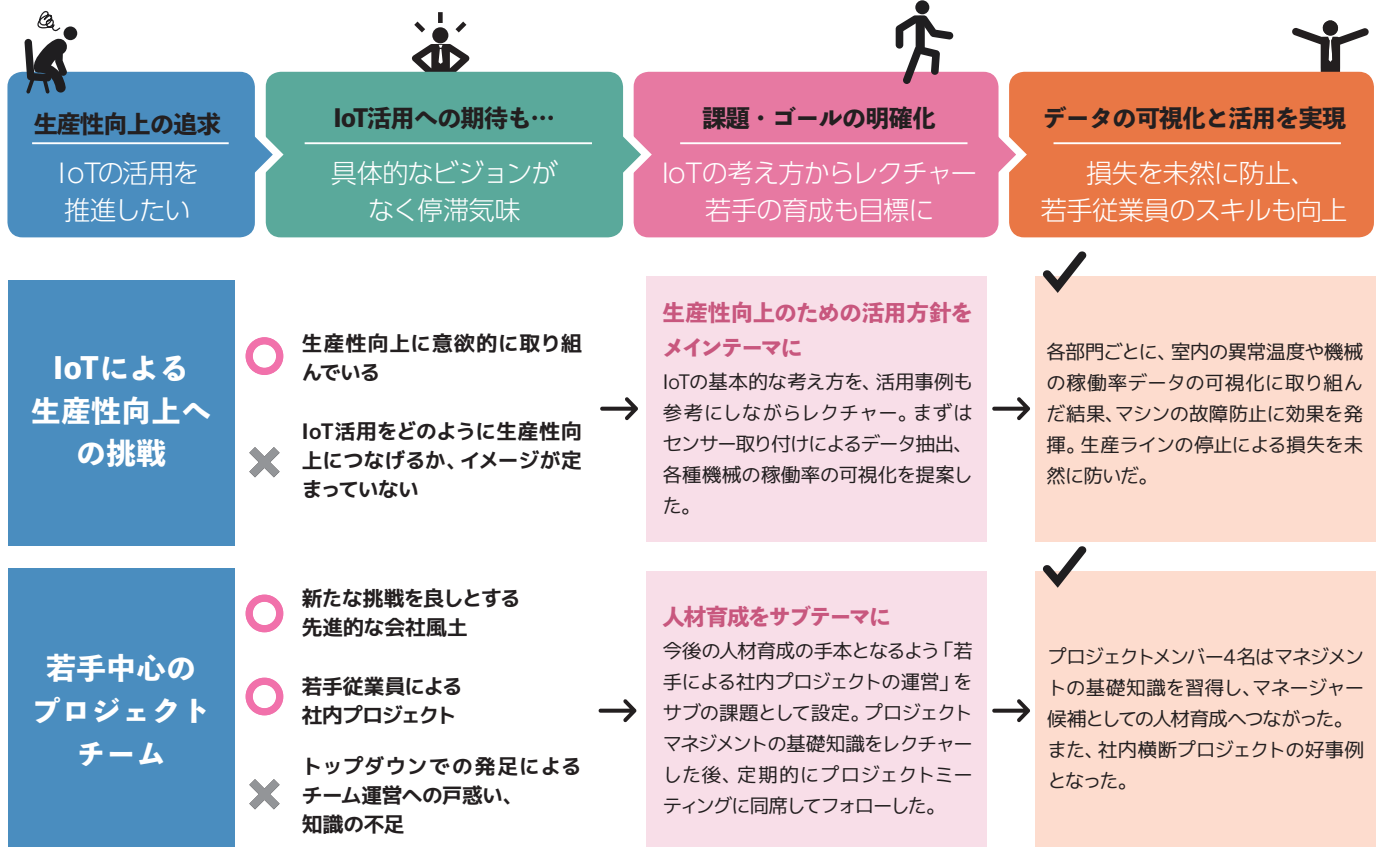 生産性向上の追求
IoTの活用を
推進したい
IoT活用への期待も…
具体的なビジョンが
なく停滞気味
課題・ゴールの明確化
IoTの考え方からレクチャー
若手の育成も目標に
データの可視化と活用を実現
損失を未然に防止、
若手従業員のスキルも向上
IoTによる
生産性向上へ
の挑戦
生産性向上に意欲的に取り組
んでいる
IoT活用をどのように生産性向
上につなげるか、イメージが定
まっていない
生産性向上のための活用方針を
メインテーマに
IoTの基本的な考え方を、活用事例も
参考にしながらレクチャー。まずは
センサー取り付けによるデータ抽出、
各種機械の稼働率の可視化を提案し
た。
各部門ごとに、室内の異常温度や機械
の稼働率データの可視化に取り組ん
だ結果、マシンの故障防止に効果を発
揮。生産ラインの停止による損失を未
然に防いだ。
若手中心の
プロジェクト
チーム
新たな挑戦を良しとする
先進的な会社風土
若手従業員による
社内プロジェクト
トップダウンでの発足による
チーム運営への戸惑い、
知識の不足
人材育成をサブテーマに
今後の人材育成の手本となるよう「若
手による社内プロジェクトの運営」を
サブの課題として設定。プロジェクト
マネジメントの基礎知識をレクチャー
した後、定期的にプロジェクトミー
ティングに同席してフォローした。
プロジェクトメンバー4名はマネジメン
トの基礎知識を習得し、マネージャー
候補としての人材育成へつながった。
また、社内横断プロジェクトの好事例
となった。